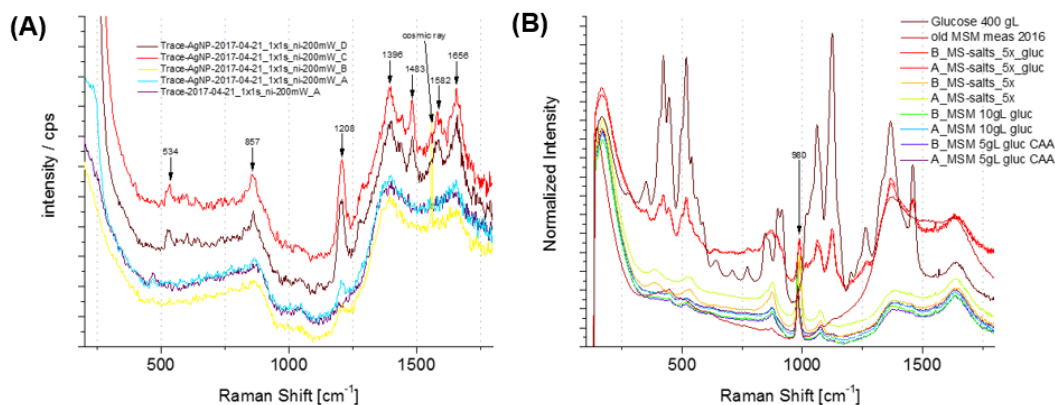 (A)
Trace-AgNP-2017-04-21_1x1s_ni-200mW_D
Trace-AgNP-2017-04-21_1x1s_ni-200mW_C
Trace-AgNP-2017-04-21_1x1s_ni-200mW_B
Trace-AgNP-2017-04-21_1x1s_ni-200mW_A
Trace-2017-04-21_1x1s_ni-200mW_A
cosmic ray
1396
1656
1483
1582
1208
857
534
intensity / cps
500
1000
1500
Raman Shift [cm-1]
(B)
Glucose 400 gL
old MSM meas 2016
B_MS-salts_5x_gluc
A_MS-salts_5x_gluc
B_MS-salts_5x
A_MS-salts_5x
B_MSM 10gL gluc
A_MSM 10gL gluc
B_MSM 5gL gluc CAA
A_MSM 5gL gluc CAA
980
Normalized Intensity
500
1000
1500
Raman Shift [cm-1]